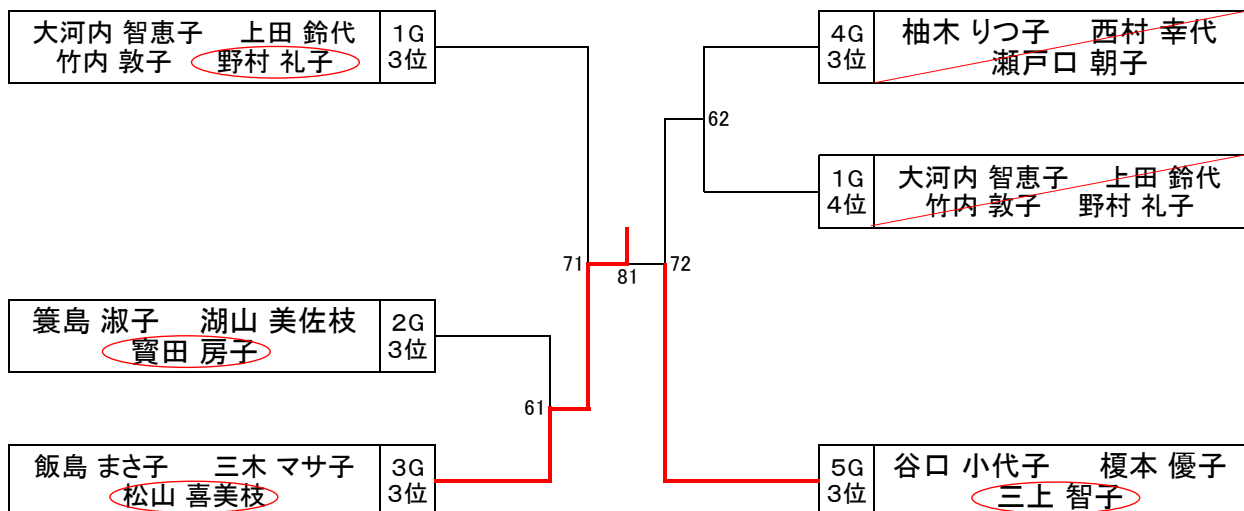 大河内 智恵子 上田 鈴代 1G
竹内 敦子 野村 礼子 3位
4G 柚木 りつ子 西村 幸代
3位 瀬戸口 朝子
62
1G 大河内 智恵子 上田 鈴代
4位 竹内 敦子 野村 礼子
71
81
72
簑島 淑子 湖山 美佐枝 2G
寳田 房子 3位
61
飯島 まさ子 三木 マサ子 3G
松山 喜美枝 3位
5G 谷口 小代子 榎本 優子
3位 三上 智子